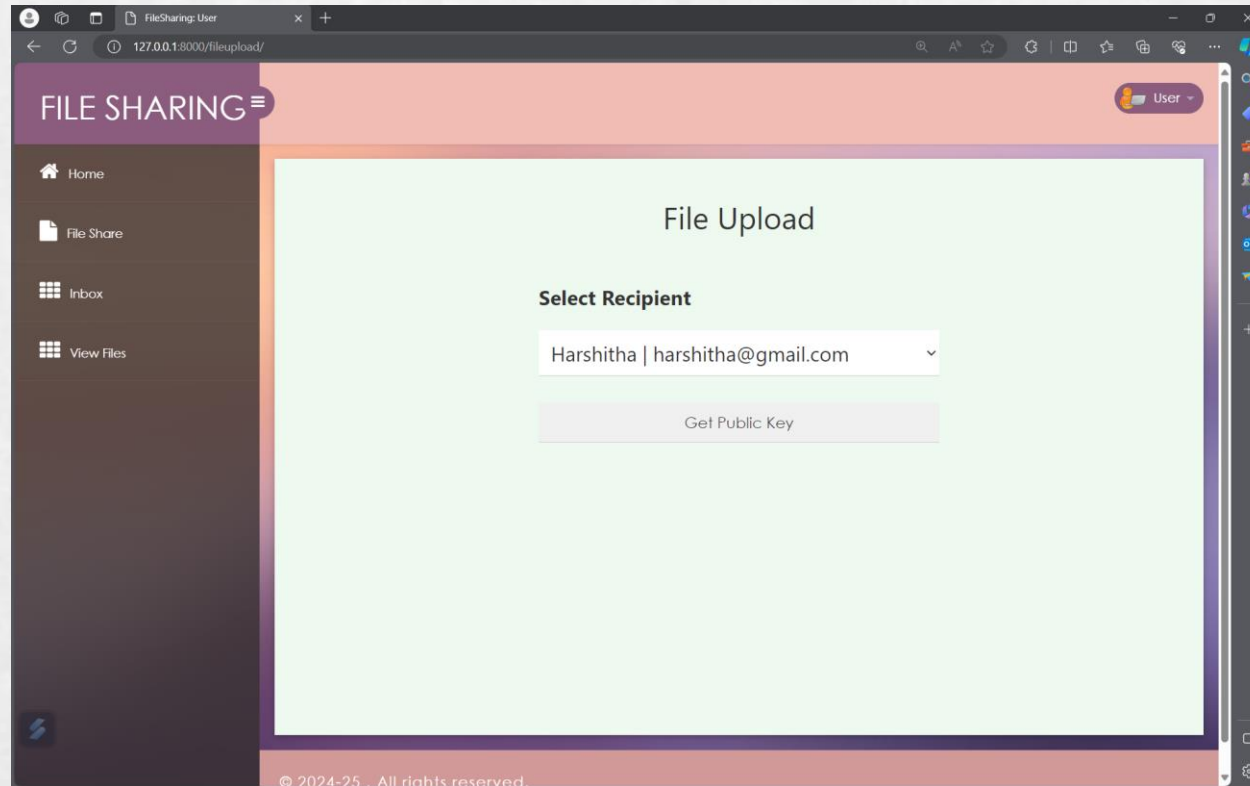 FileSharing: User
127.0.0.1:8000/fileupload/
FILE SHARING
User
Home
File Share
Inbox
View Files
File Upload
Select Recipient
Harshitha | harshitha@gmail.com
Get Public Key
© 2024-25 . All rights reserved.